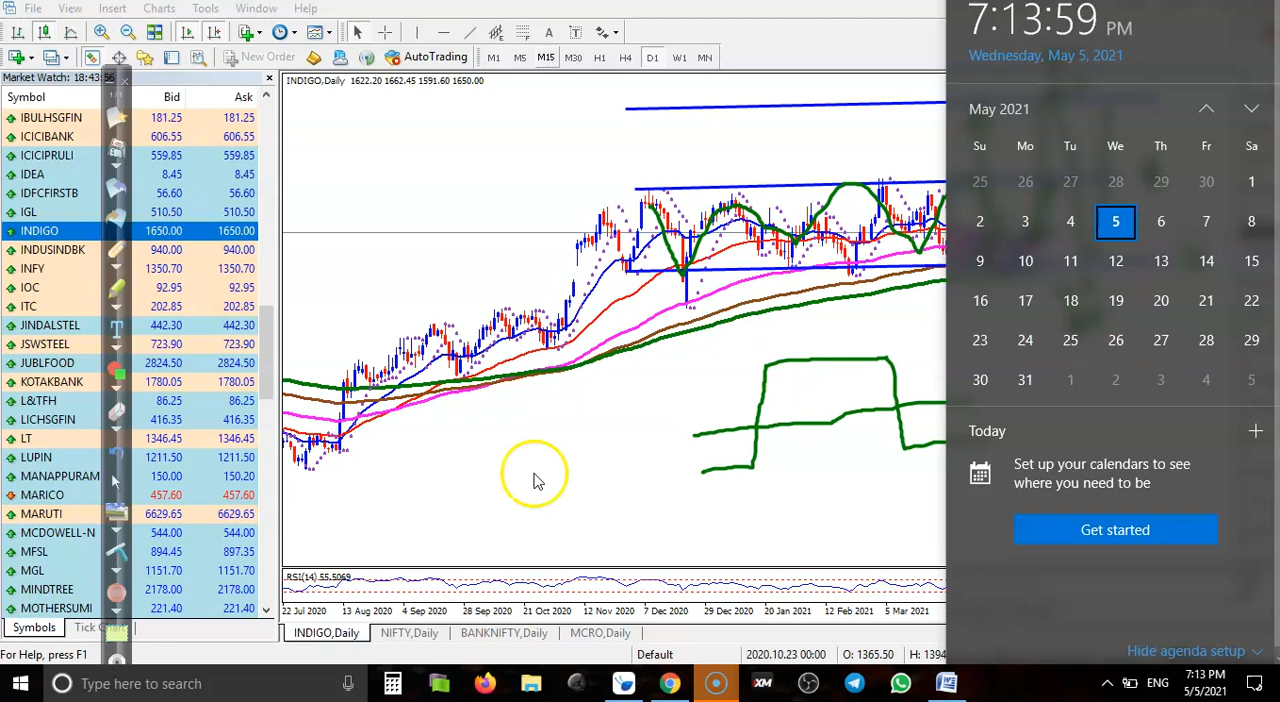 File View Insert Charts Tools Window Help
New Order AutoTrading M1 M5 M15 M30 H1 H4 D1 W1 MN
Market Watch: 18:43:56
Symbol Bid Ask
IBULHSGFIN 181.25 181.25
ICICIBANK 606.55 606.55
ICICIPRULI 559.85 559.85
IDEA 8.45 8.45
IDFCFIRSTB 56.60 56.60
IGL 510.50 510.50
INDIGO 1650.00 1650.00
INDUSINDBK 940.00 940.00
INFY 1350.70 1350.70
IOC 92.95 92.95
ITC 202.85 202.85
JINDALSTEL 442.30 442.30
JSWSTEEL 723.90 723.90
JUBLFOOD 2824.50 2824.50
KOTAKBANK 1780.05 1780.05
L&TFH 86.25 86.25
LICHSGFIN 416.35 416.35
LT 1346.45 1346.45
LUPIN 1211.50 1211.50
MANAPPURAM 150.00 150.20
MARICO 457.60 457.60
MARUTI 6629.65 6629.65
MCDOWELL-N 544.00 544.00
MFSL 894.45 897.35
MGL 1151.70 1151.70
MINDTREE 2178.00 2178.00
MOTHERSUMI 221.40 221.40
Symbols Tick
For Help, press F1
INDIGO,Daily 1622.20 1662.45 1591.60 1650.00
RSI(14) 55.5069
22 Jul 2020 13 Aug 2020 4 Sep 2020 28 Sep 2020 21 Oct 2020 12 Nov 2020 7 Dec 2020 29 Dec 2020 20 Jan 2021 12 Feb 2021 5 Mar 2021
INDIGO,Daily NIFTY,Daily BANKNIFTY,Daily MCRO,Daily
Default 2020.10.23 00 O: 1365.50 H: 1394
7:13:59 PM
Wednesday, May 5, 2021
May 2021
Su Mo Tu We Th Fr Sa
25 26 27 28 29 30 1
2 3 4 5 6 7 8
9 10 11 12 13 14 15
16 17 18 19 20 21 22
23 24 25 26 27 28 29
30 31 1 2 3 4 5
Today
Set up your calendars to see
where you need to be
Get started
Hide agenda setup
Type here to search
XM
ENG
7:13 PM
5/5/2021